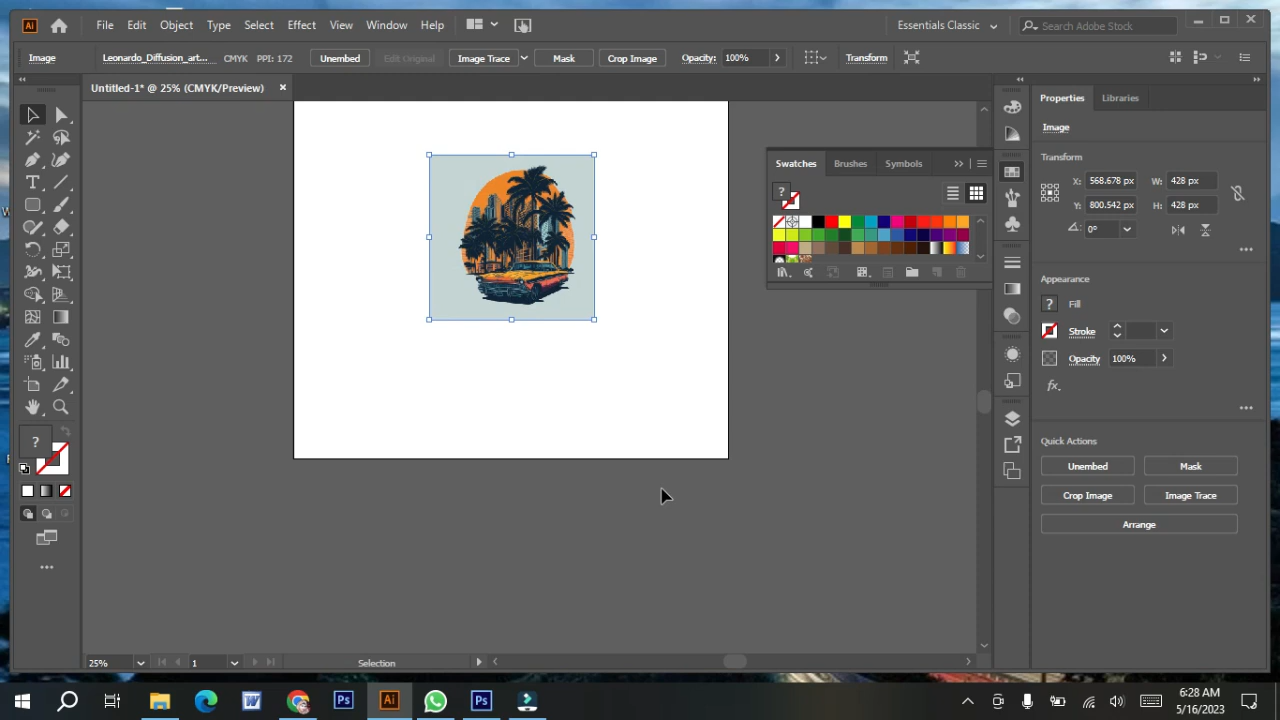 Ai File Edit Object Type Select Effect View Window Help Essentials Classic Search Adobe Stock
Image Leonardo_Diffusion_art... CMYK PPI: 172 Unembed Edit Original Image Trace Mask Crop Image Opacity: 100% Transform
Untitled-1* @ 25% (CMYK/Preview)
Properties Libraries
Image
Transform
X: 568.678 px W: 428 px
Y: 800.542 px H: 428 px
0°
Appearance
? Fill
Stroke
Opacity 100%
fx.
Quick Actions
Unembed Mask
Crop Image Image Trace
Arrange
Swatches Brushes Symbols
?
?
25% 1 Selection
W Ps Ai Ps
6:28 AM
5/16/2023